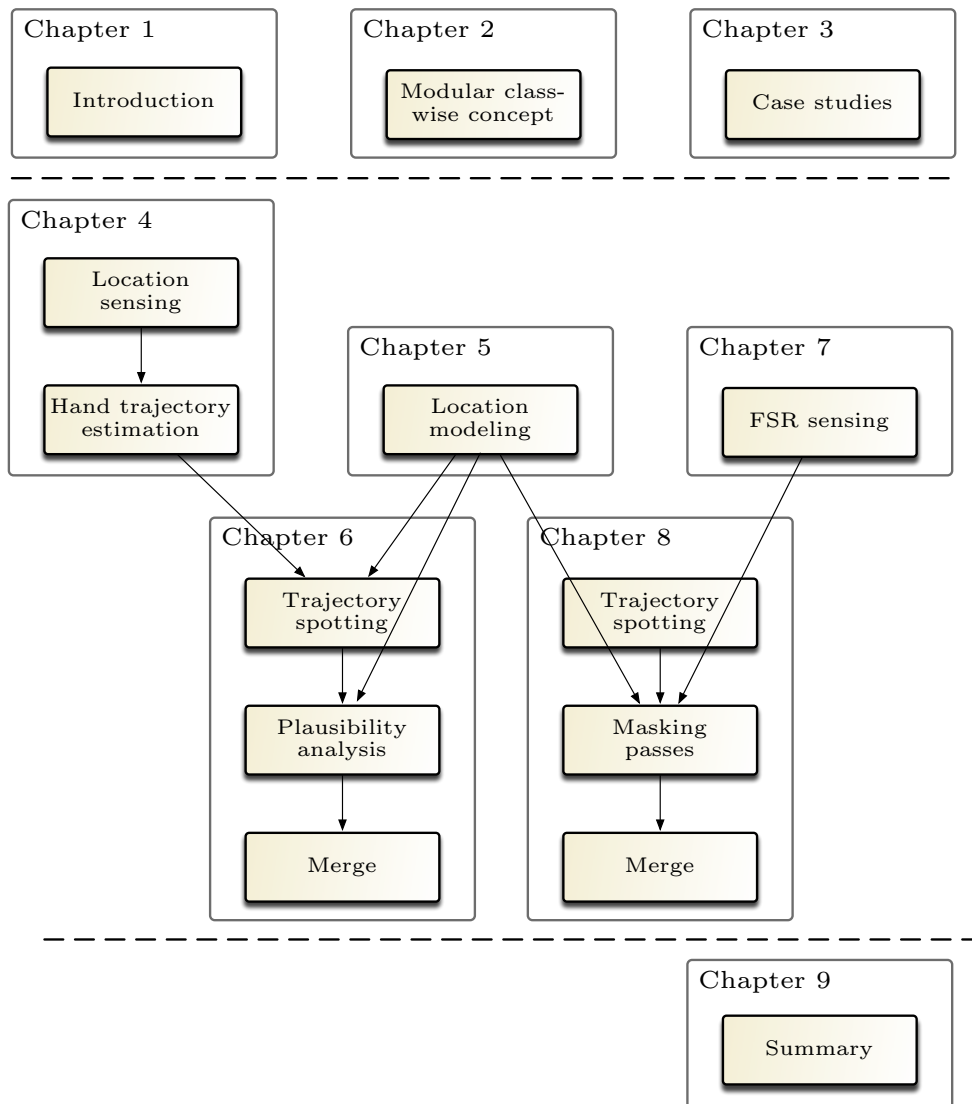 Chapter 1
Introduction
Chapter 2
Modular class-
wise concept
Chapter 3
Case studies
Chapter 4
Location
sensing
Hand trajectory
estimation
Chapter 5
Location
modeling
Chapter 7
FSR sensing
Chapter 6
Trajectory
spotting
Plausibility
analysis
Merge
Chapter 8
Trajectory
spotting
Masking
passes
Merge
Chapter 9
Summary